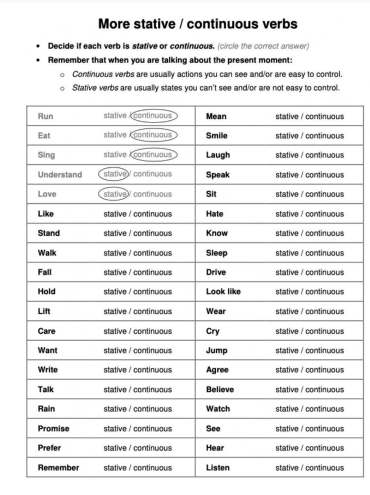 More stative / continuous verbs
• Decide if each verb is stative or continuous. (circle the correct answer)
• Remember that when you are talking about the present moment:
o Continuous verbs are usually actions you can see and/or are easy to control.
o Stative verbs are usually states you can't see and/or are not easy to control.
Run stative / continuous Mean stative / continuous
Eat stative / continuous Smile stative / continuous
Sing stative / continuous Laugh stative / continuous
Understand stative / continuous Speak stative / continuous
Love stative / continuous Sit stative / continuous
Like stative / continuous Hate stative / continuous
Stand stative / continuous Know stative / continuous
Walk stative / continuous Sleep stative / continuous
Fall stative / continuous Drive stative / continuous
Hold stative / continuous Look like stative / continuous
Lift stative / continuous Wear stative / continuous
Care stative / continuous Cry stative / continuous
Want stative / continuous Jump stative / continuous
Write stative / continuous Agree stative / continuous
Talk stative / continuous Believe stative / continuous
Rain stative / continuous Watch stative / continuous
Promise stative / continuous See stative / continuous
Prefer stative / continuous Hear stative / continuous
Remember stative / continuous Listen stative / continuous